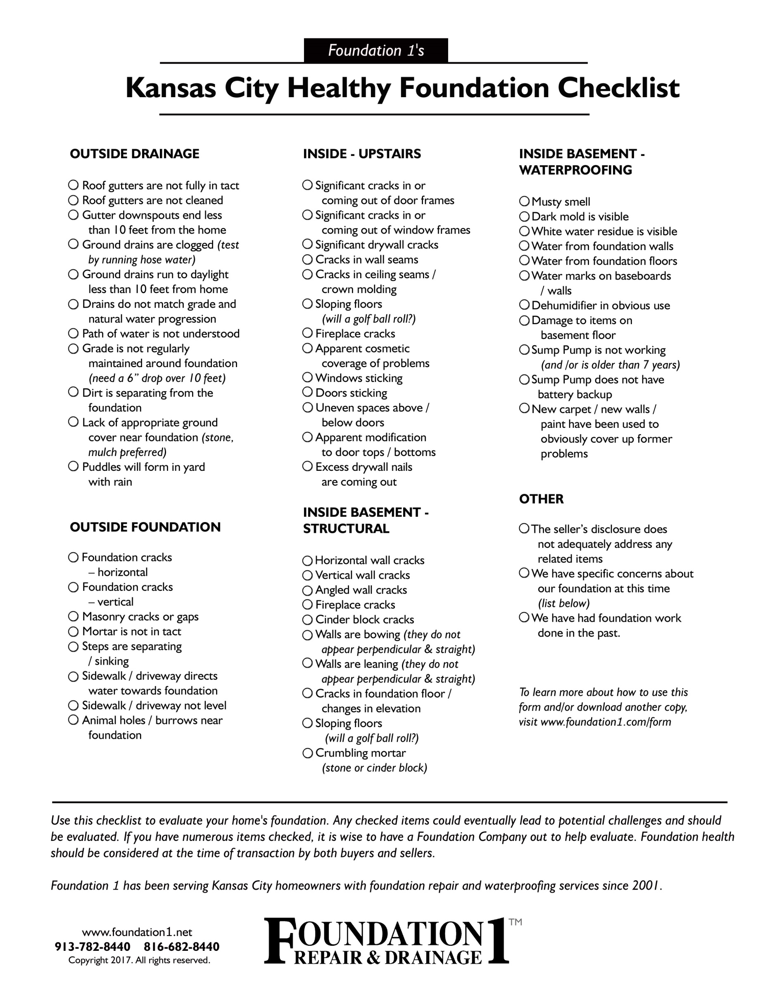 Foundation 1's
Kansas City Healthy Foundation Checklist
OUTSIDE DRAINAGE
Roof gutters are not fully in tact
Roof gutters are not cleaned
Gutter downspouts end less
than 10 feet from the home
Ground drains are clogged (test
by running hose water)
Ground drains run to daylight
less than 10 feet from home
Drains do not match grade and
natural water progression
Path of water is not understood
Grade is not regularly
maintained around foundation
(need a 6” drop over 10 feet)
Dirt is separating from the
foundation
Lack of appropriate ground
cover near foundation (stone,
mulch preferred)
Puddles will form in yard
with rain
OUTSIDE FOUNDATION
Foundation cracks
– horizontal
Foundation cracks
– vertical
Masonry cracks or gaps
Mortar is not in tact
Steps are separating
/ sinking
Sidewalk / driveway directs
water towards foundation
Sidewalk / driveway not level
Animal holes / burrows near
foundation
INSIDE - UPSTAIRS
Significant cracks in or
coming out of door frames
Significant cracks in or
coming out of window frames
Significant drywall cracks
Cracks in wall seams
Cracks in ceiling seams /
crown molding
Sloping floors
(will a golf ball roll?)
Fireplace cracks
Apparent cosmetic
coverage of problems
Windows sticking
Doors sticking
Uneven spaces above /
below doors
Apparent modification
to door tops / bottoms
Excess drywall nails
are coming out
INSIDE BASEMENT -
STRUCTURAL
Horizontal wall cracks
Vertical wall cracks
Angled wall cracks
Fireplace cracks
Cinder block cracks
Walls are bowing (they do not
appear perpendicular & straight)
Walls are leaning (they do not
appear perpendicular & straight)
Cracks in foundation floor /
changes in elevation
Sloping floors
(will a golf ball roll?)
Crumbling mortar
(stone or cinder block)
INSIDE BASEMENT -
WATERPROOFING
Musty smell
Dark mold is visible
White water residue is visible
Water from foundation walls
Water from foundation floors
Water marks on baseboards
/ walls
Dehumidifier in obvious use
Damage to items on
basement floor
Sump Pump is not working
(and /or is older than 7 years)
Sump Pump does not have
battery backup
New carpet / new walls /
paint have been used to
obviously cover up former
problems
OTHER
The seller’s disclosure does
not adequately address any
related items
We have specific concerns about
our foundation at this time
(list below)
We have had foundation work
done in the past.
To learn more about how to use this
form and/or download another copy,
visit www.foundation1.com/form
Use this checklist to evaluate your home's foundation. Any checked items could eventually lead to potential challenges and should
be evaluated. If you have numerous items checked, it is wise to have a Foundation Company out to help evaluate. Foundation health
should be considered at the time of transaction by both buyers and sellers.
Foundation 1 has been serving Kansas City homeowners with foundation repair and waterproofing services since 2001.
www.foundation1.net
913-782-8440 816-682-8440
Copyright 2017. All rights reserved.
FOUNDATION 1 TM
REPAIR & DRAINAGE